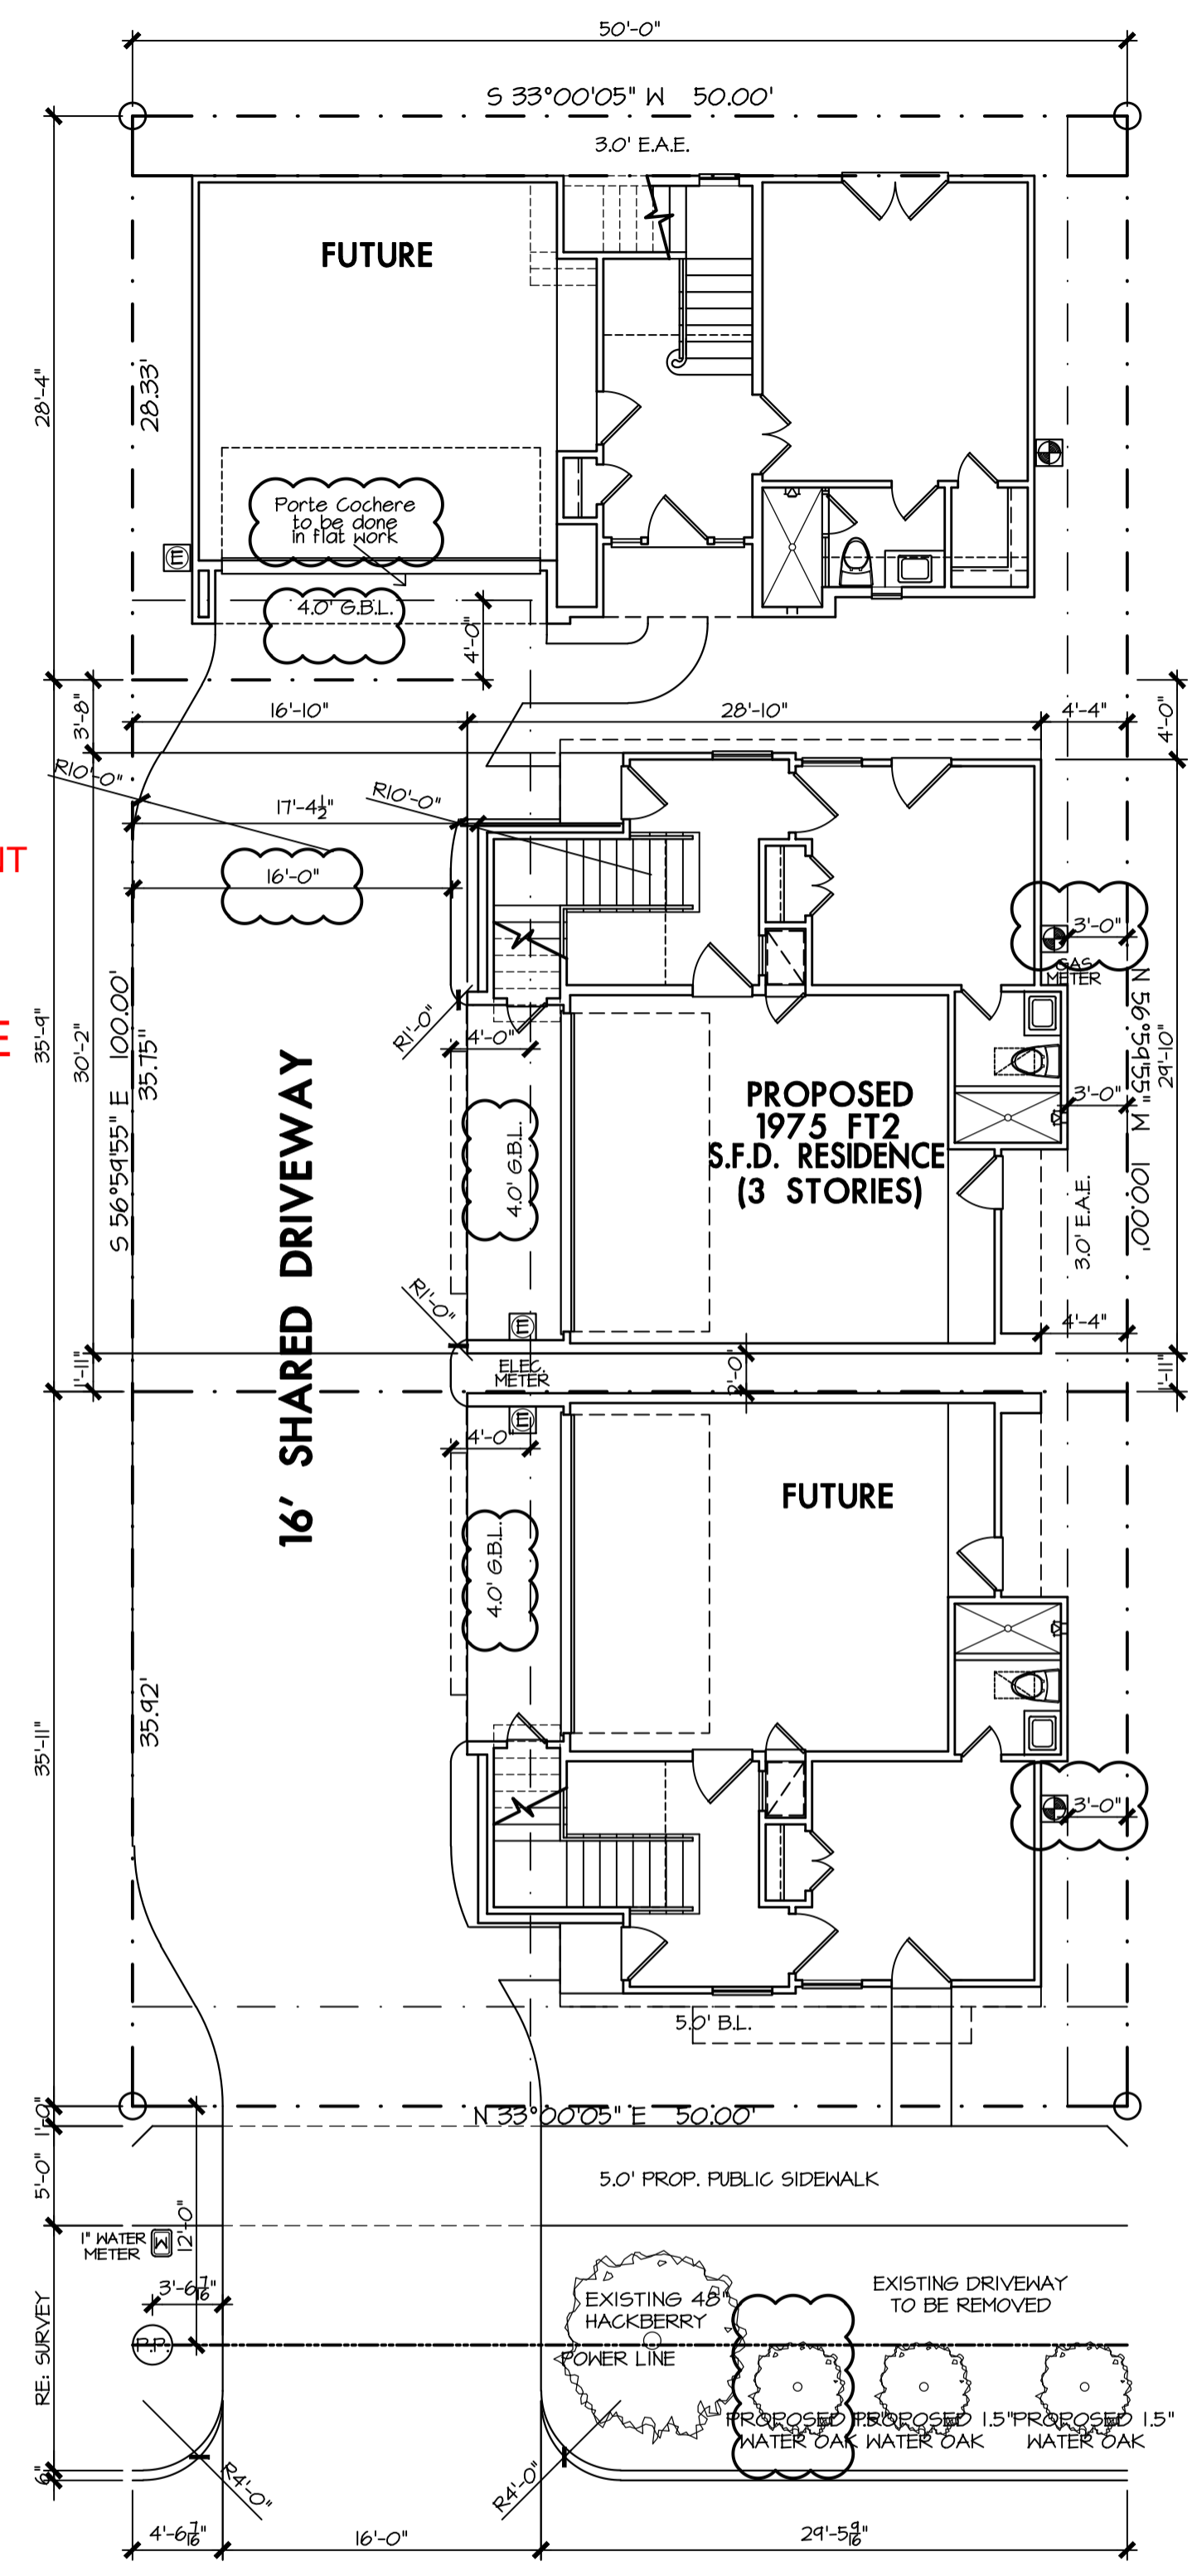 50'-0"
S 33°00'05" W 50.00'
3.0' E.A.E.
FUTURE
28'-4"
28.33'
Porte Cochere
to be done
in flat work
E
4.0' G.B.L.
4'-0"
3'-8"
16'-10"
28'-10"
4'-4"
4'-0"
R10'-0"
17'-4½"
R10'-0"
16'-0"
NT
E
3'-0"
GAS
METER
R1'-0"
4'-0"
35'-9"
30'-2"
S 56°59'55" E 100.00'
35.75"
N 56°59'55" W 100.00'
29'-10"
3'-0"
PROPOSED
1975 FT2
S.F.D. RESIDENCE
(3 STORIES)
4.0' G.B.L.
16' SHARED DRIVEWAY
3.0' E.A.E.
R1'-0"
E
ELEC.
METER
4'-4"
1'-11"
2'-0"
1'-11"
E
4'-0"
FUTURE
4.0' G.B.L.
35'-11"
35.92'
3'-0"
5.0' B.L.
N 33°00'05" E 50.00'
1'-0"
5'-0"
5.0' PROP. PUBLIC SIDEWALK
1" WATER
METER
W
12'-0"
3'-6 7/16"
RE: SURVEY
P.P.
EXISTING 48"
HACKBERRY
POWER LINE
EXISTING DRIVEWAY
TO BE REMOVED
PROPOSED 1.5"
WATER OAK
PROPOSED 1.5"
WATER OAK
PROPOSED 1.5"
WATER OAK
6"
R4'-0"
R4'-0"
4'-6 7/16"
16'-0"
29'-5 9/16"